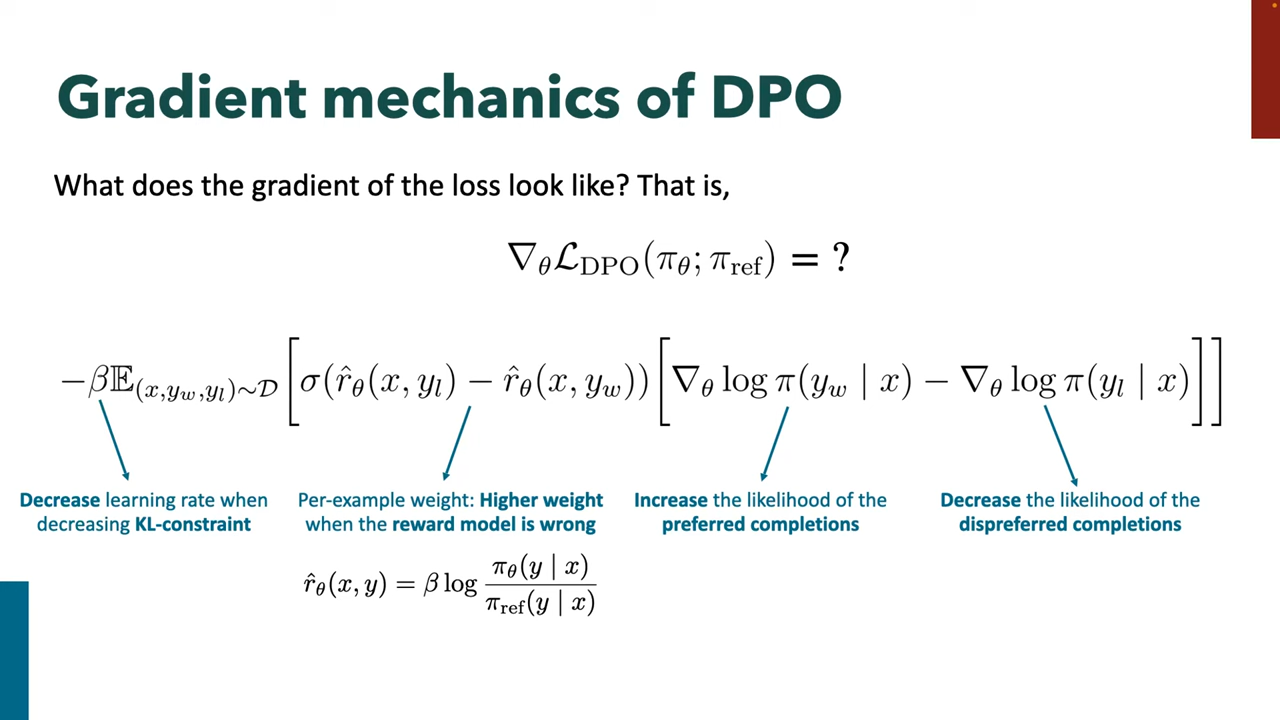 Gradient mechanics of DPO
What does the gradient of the loss look like? That is,
∇θ ℒDPO(πθ; πref) = ?
−β𝔼(x,yw,yl)∼𝒟 [σ(r̂θ(x, yl) − r̂θ(x, yw)) [∇θ log π(yw | x) − ∇θ log π(yl | x)]]
Decrease learning rate when
decreasing KL-constraint
Per-example weight: Higher weight
when the reward model is wrong
r̂θ(x, y) = β log πθ(y | x) / πref(y | x)
Increase the likelihood of the
preferred completions
Decrease the likelihood of the
dispreferred completions